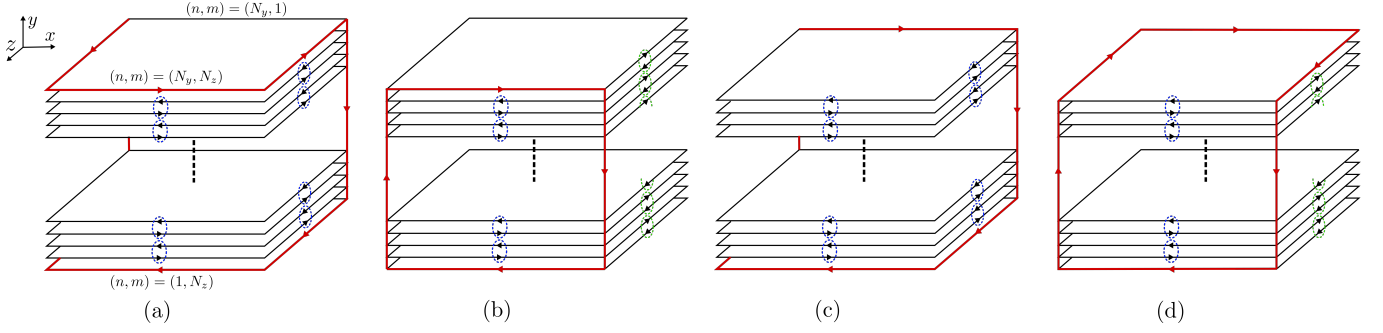 (n, m) = (N_y, 1)
y
z x
(n, m) = (N_y, N_z)
(n, m) = (1, N_z)
(a) (b) (c) (d)